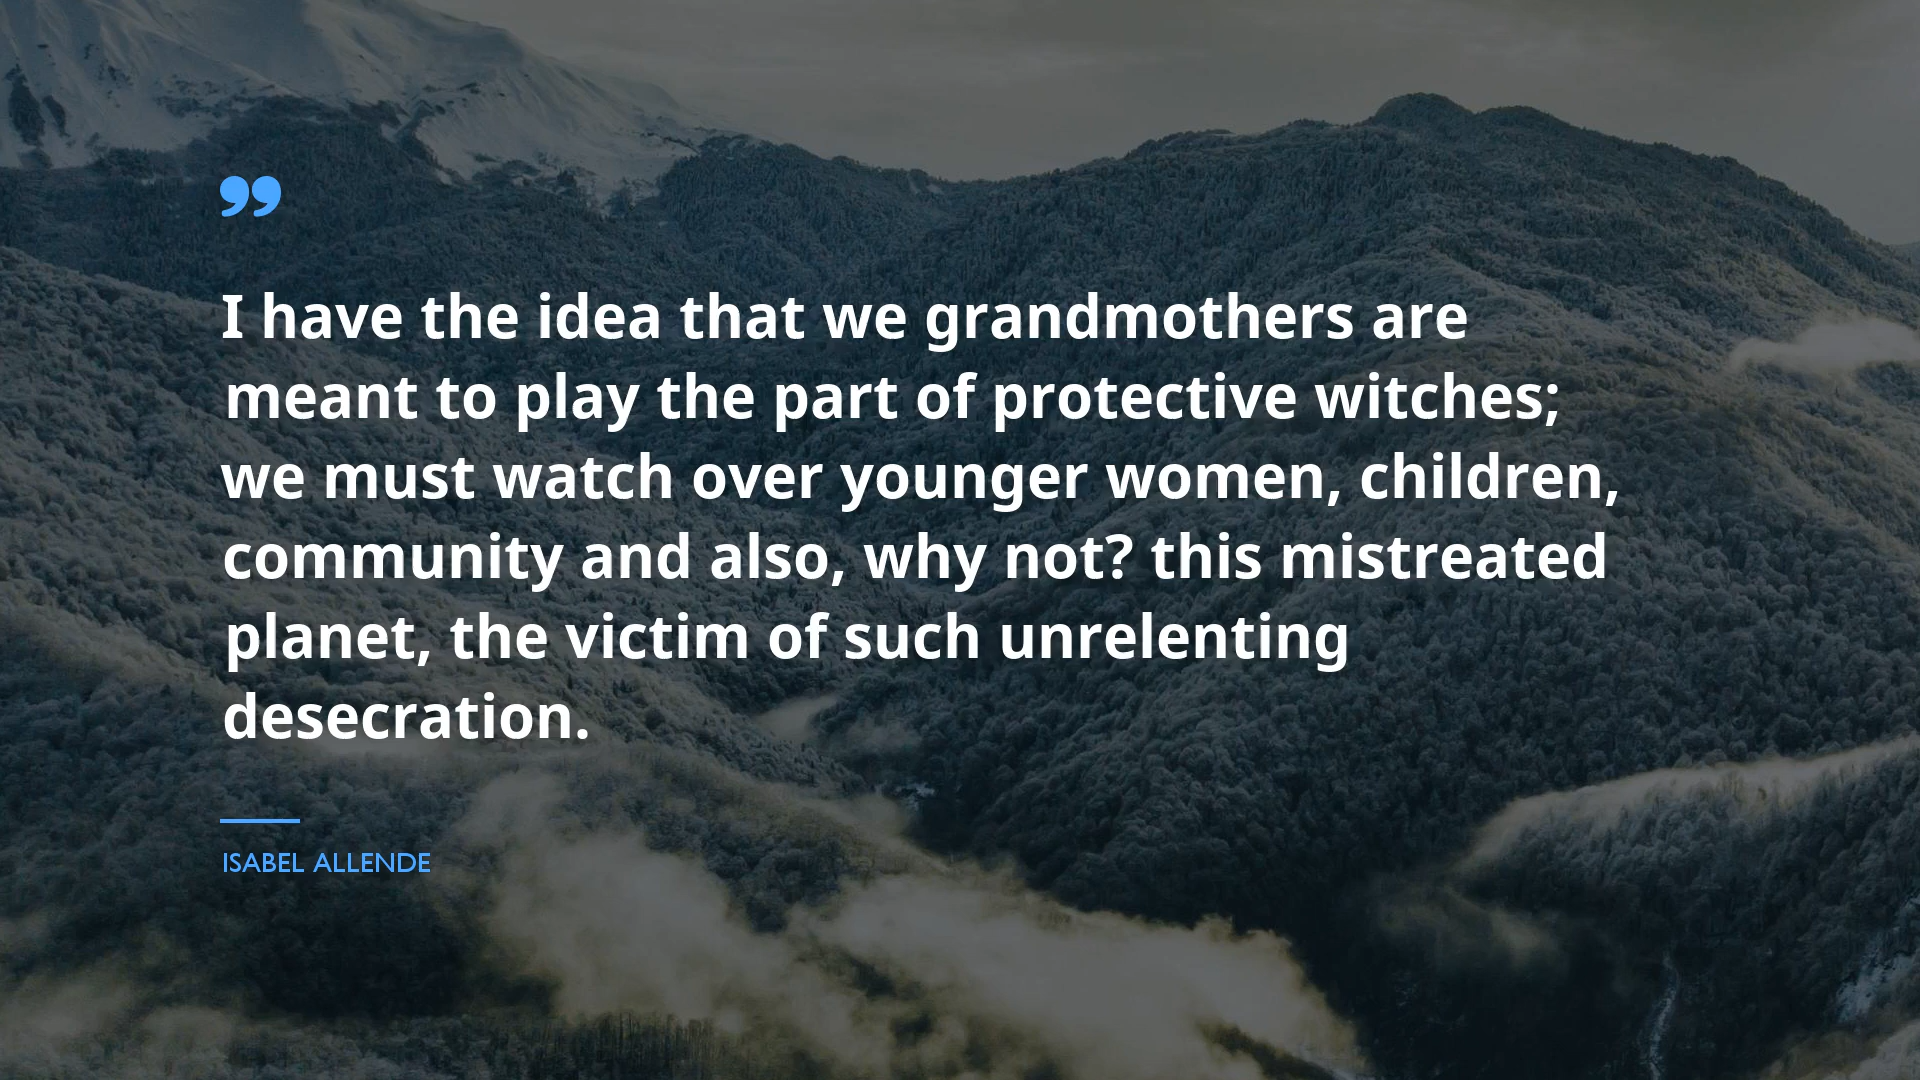 ”
I have the idea that we grandmothers are
meant to play the part of protective witches;
we must watch over younger women, children,
community and also, why not? this mistreated
planet, the victim of such unrelenting
desecration.
ISABEL ALLENDE